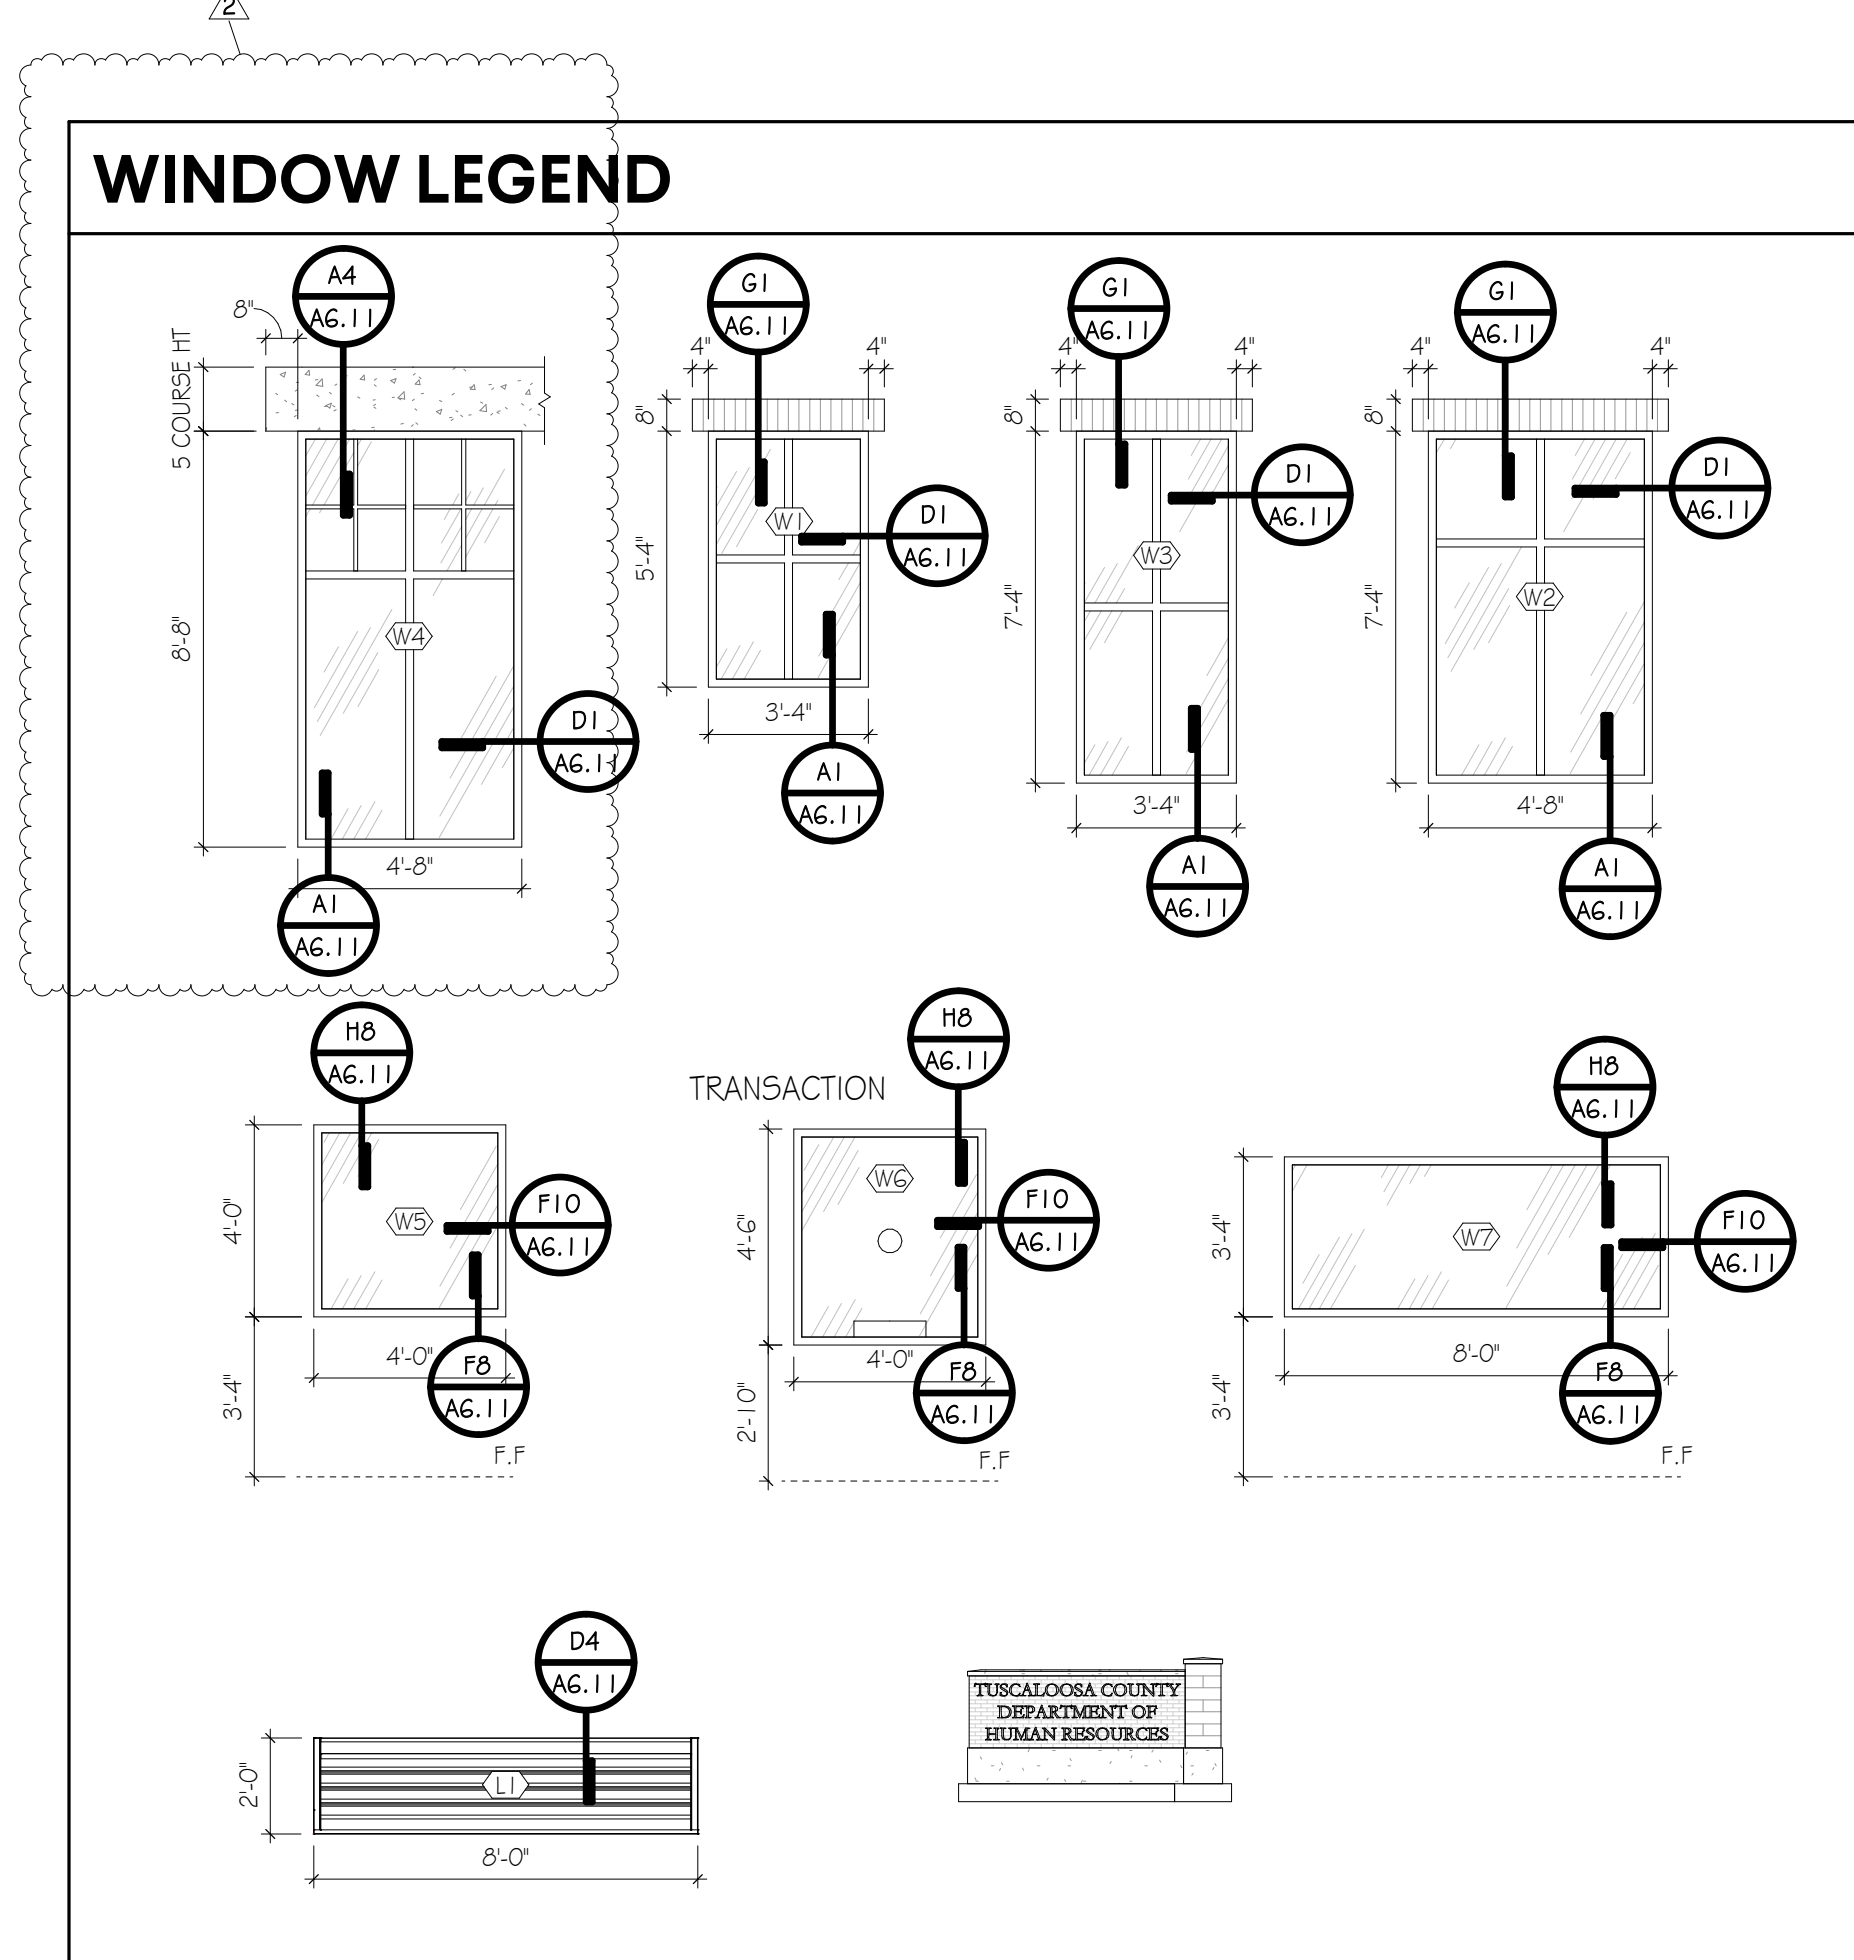 2
WINDOW LEGEND
A4
A6.11
8"
5 COURSE HT
8'-8"
W4
D1
A6.11
4'-8"
A1
A6.11
G1
A6.11
4"
4"
8"
5'-4"
W1
D1
A6.11
3'-4"
A1
A6.11
G1
A6.11
4"
4"
8"
7'-4"
W3
D1
A6.11
3'-4"
A1
A6.11
G1
A6.11
4"
4"
8"
7'-4"
W2
D1
A6.11
4'-8"
A1
A6.11
H8
A6.11
4'-0"
W5
F10
A6.11
4'-0"
F8
A6.11
3'-4"
F.F
TRANSACTION
H8
A6.11
W6
4'-6"
F10
A6.11
4'-0"
F8
A6.11
2'-10"
F.F
H8
A6.11
3'-4"
W7
F10
A6.11
8'-0"
F8
A6.11
3'-4"
F.F
D4
A6.11
2'-0"
L1
8'-0"
TUSCALOOSA COUNTY
DEPARTMENT OF
HUMAN RESOURCES